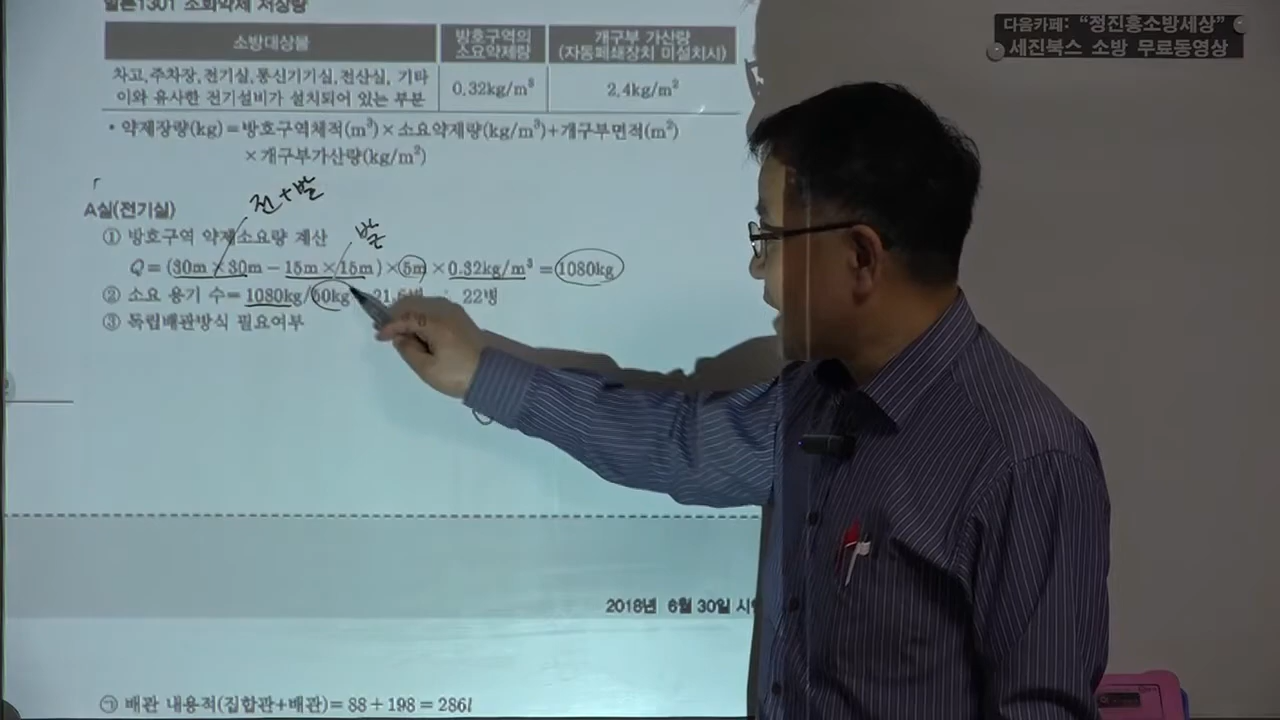 할론1301 소화약제 저장량
다음카페: "정진홍소방세상"
세진북스 소방 무료동영상
소방대상물 방호구역의 소요약제량 개구부 가산량 (자동폐쇄장치 미설치시)
차고,주차장,전기실,통신기기실,전산실, 기타 이와 유사한 전기설비가 설치되어 있는 부분 0.32kg/m³ 2.4kg/m²
• 약제장량(kg)=방호구역체적(m³)×소요약제량(kg/m³)+개구부면적(m²)
×개구부가산량(kg/m²)
전+발
A실(전기실)
① 방호구역 약제소요량 계산
발
Q=(30m×30m-15m×15m)×5m×0.32kg/m³=1080kg
② 소요 용기 수=1080kg/50kg 21.6병 ∴ 22병
③ 독립배관방식 필요여부
2018년 6월 30일
㉠ 배관 내용적(집합관+배관)=88+198=286l